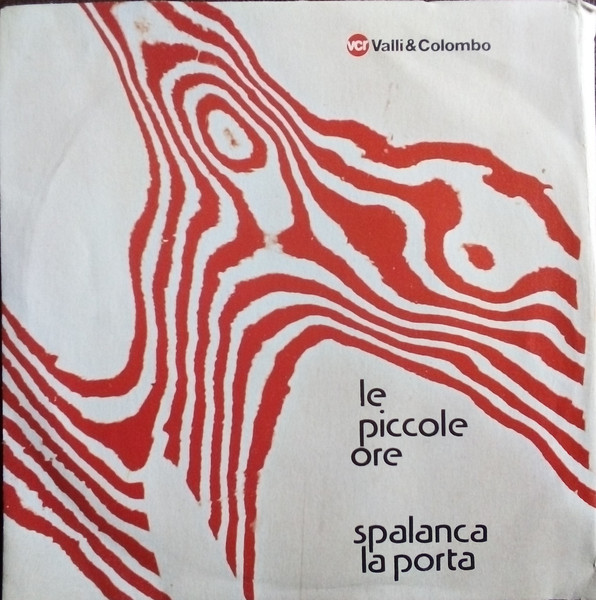 vcr Valli&Colombo
le
piccole
ore
spalanca
la porta